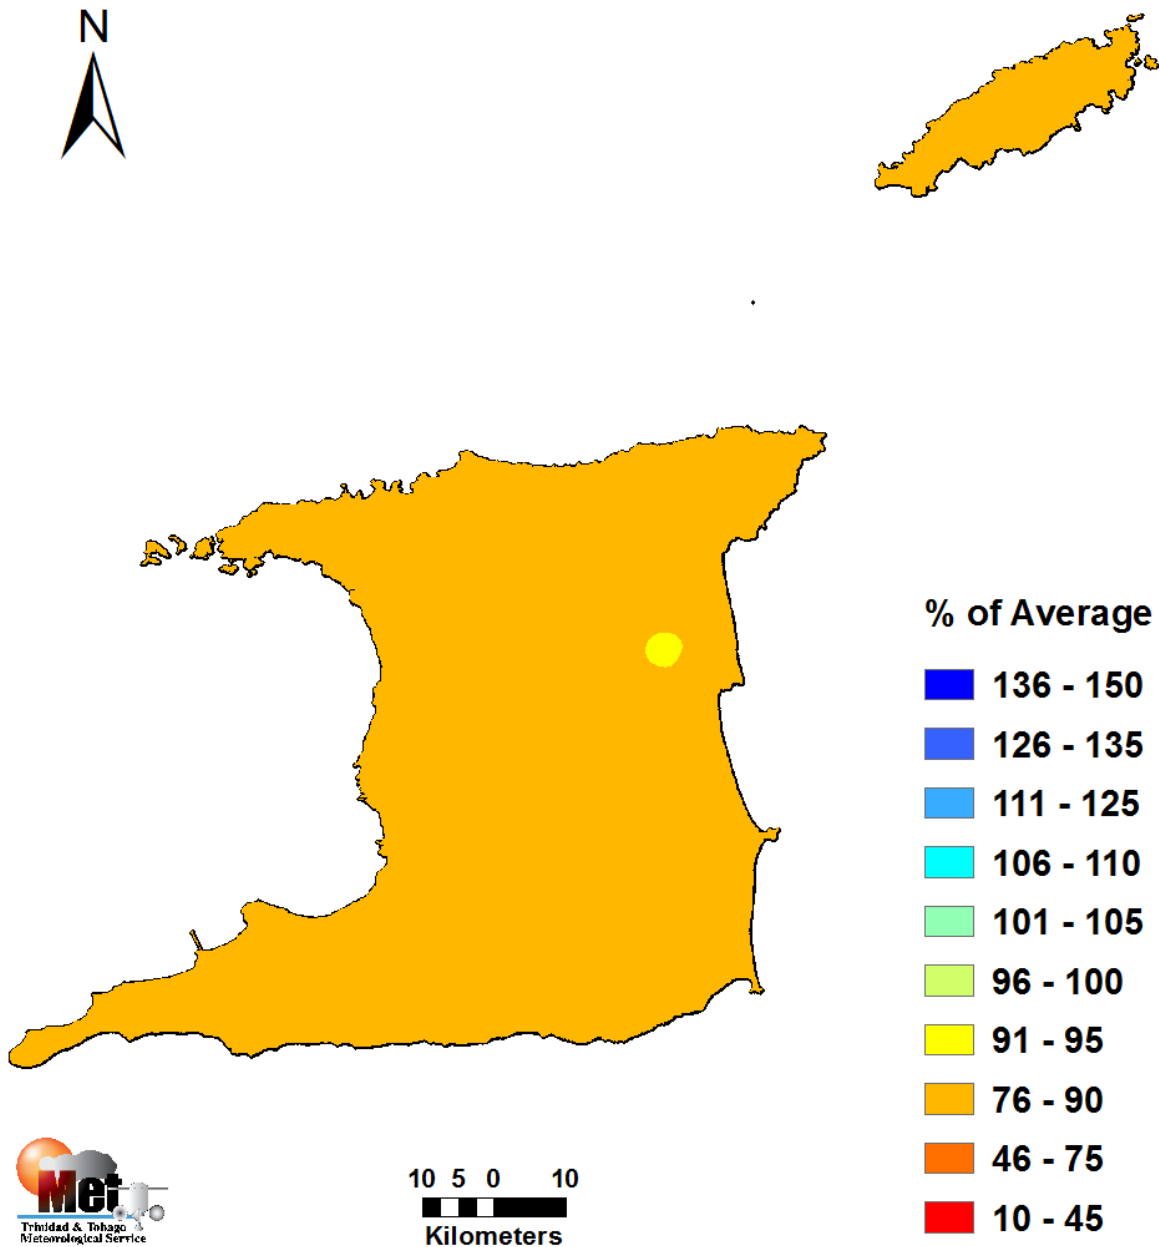 N
% of Average
136 - 150
126 - 135
111 - 125
106 - 110
101 - 105
96 - 100
91 - 95
76 - 90
46 - 75
10 - 45
10 5 0 10
Kilometers
Met
Trinidad & Tobago
Meteorological Service